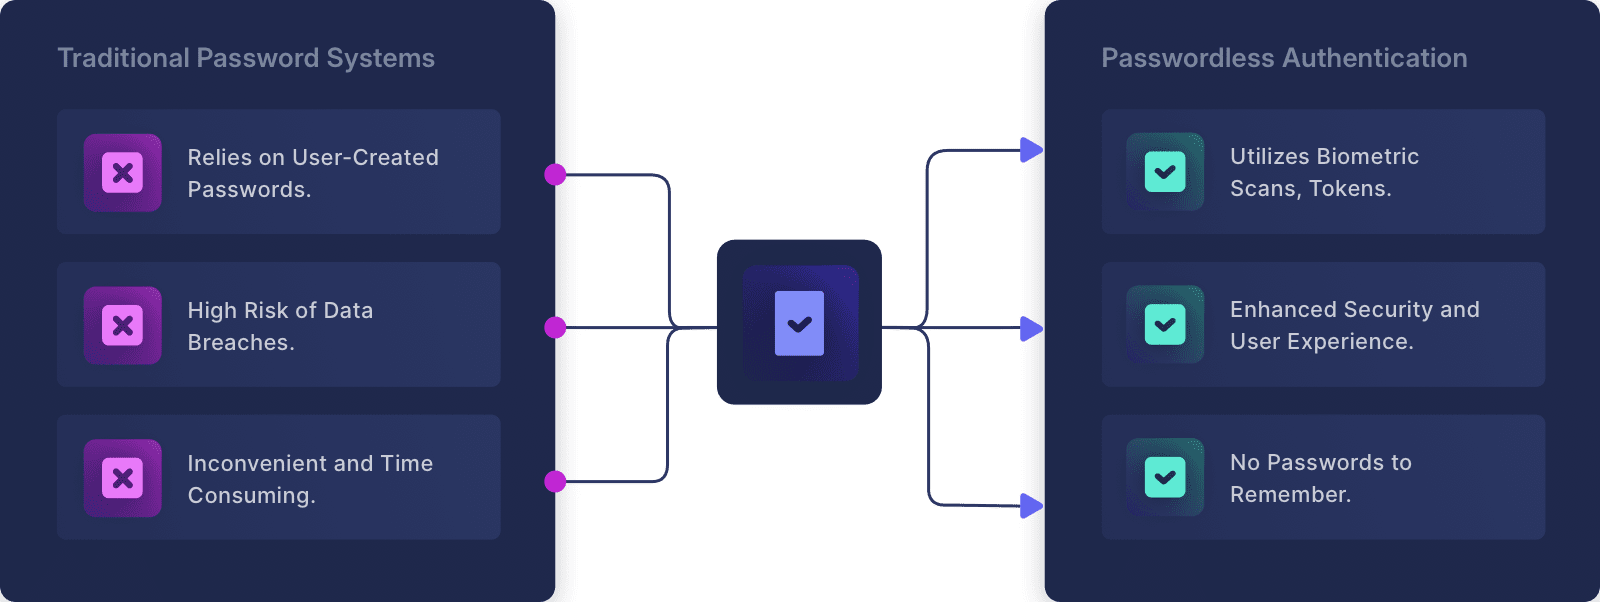 Traditional Password Systems
Relies on User-Created
Passwords.
High Risk of Data
Breaches.
Inconvenient and Time
Consuming.
Passwordless Authentication
Utilizes Biometric
Scans, Tokens.
Enhanced Security and
User Experience.
No Passwords to
Remember.